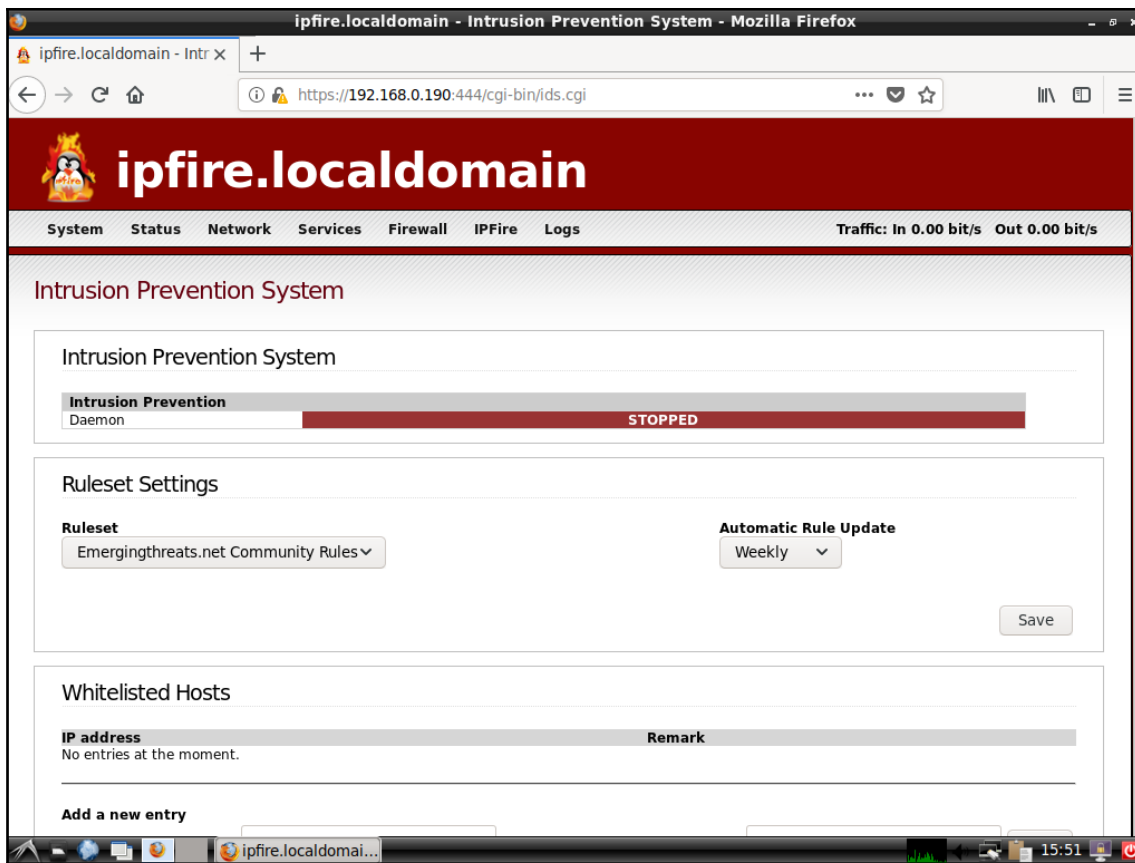 ipfire.localdomain - Intrusion Prevention System - Mozilla Firefox
ipfire.localdomain - Intr
https://192.168.0.190:444/cgi-bin/ids.cgi
ipfire.localdomain
System Status Network Services Firewall IPFire Logs Traffic: In 0.00 bit/s Out 0.00 bit/s
Intrusion Prevention System
Intrusion Prevention System
Intrusion Prevention
Daemon STOPPED
Ruleset Settings
Ruleset Automatic Rule Update
Emergingthreats.net Community Rules Weekly
Save
Whitelisted Hosts
IP address Remark
No entries at the moment.
Add a new entry
ipfire.localdomai... 15:51